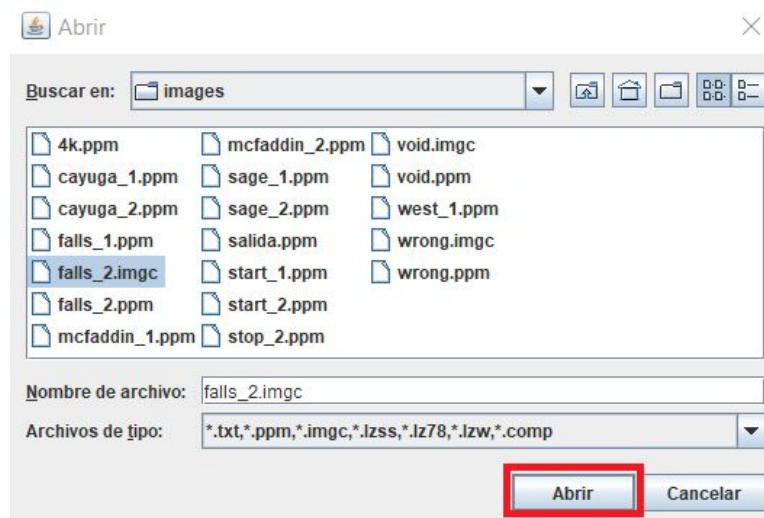 Abrir
Buscar en: images
4k.ppm mcfaddin_2.ppm void.imgc
cayuga_1.ppm sage_1.ppm void.ppm
cayuga_2.ppm sage_2.ppm west_1.ppm
falls_1.ppm salida.ppm wrong.imgc
falls_2.imgc start_1.ppm wrong.ppm
falls_2.ppm start_2.ppm
mcfaddin_1.ppm stop_2.ppm
Nombre de archivo: falls_2.imgc
Archivos de tipo: *.txt,*.ppm,*.imgc,*.lzss,*.lz78,*.lzw,*.comp
Abrir Cancelar